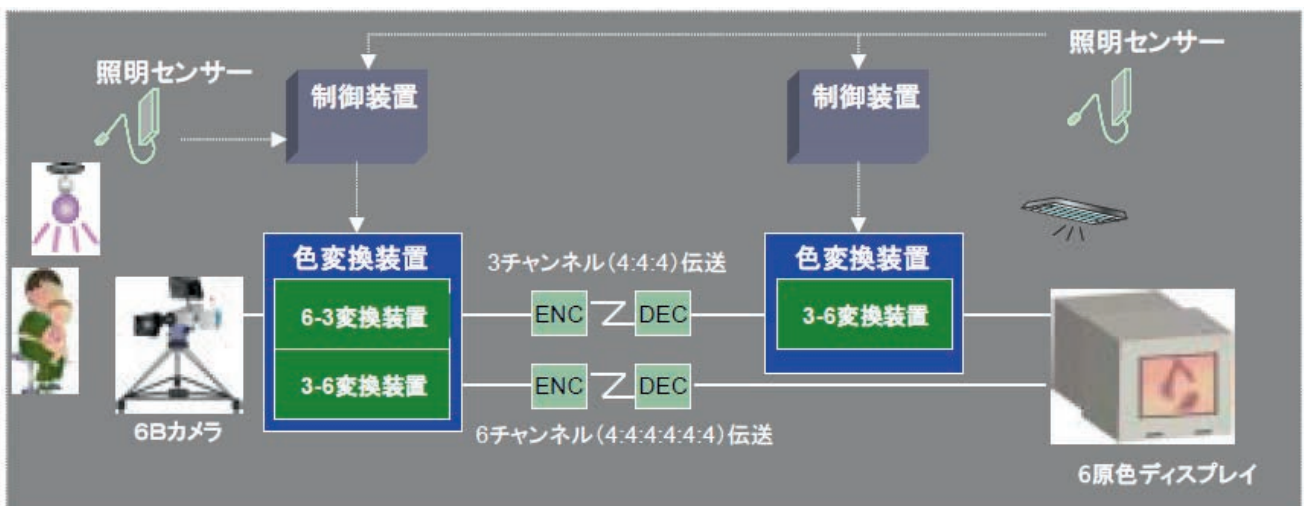 照明センサー
制御装置
制御装置
照明センサー
色変換装置
6-3変換装置
3-6変換装置
3チャンネル(4:4:4)伝送
ENC
DEC
ENC
DEC
6チャンネル(4:4:4:4:4:4)伝送
色変換装置
3-6変換装置
6Bカメラ
6原色ディスプレイ